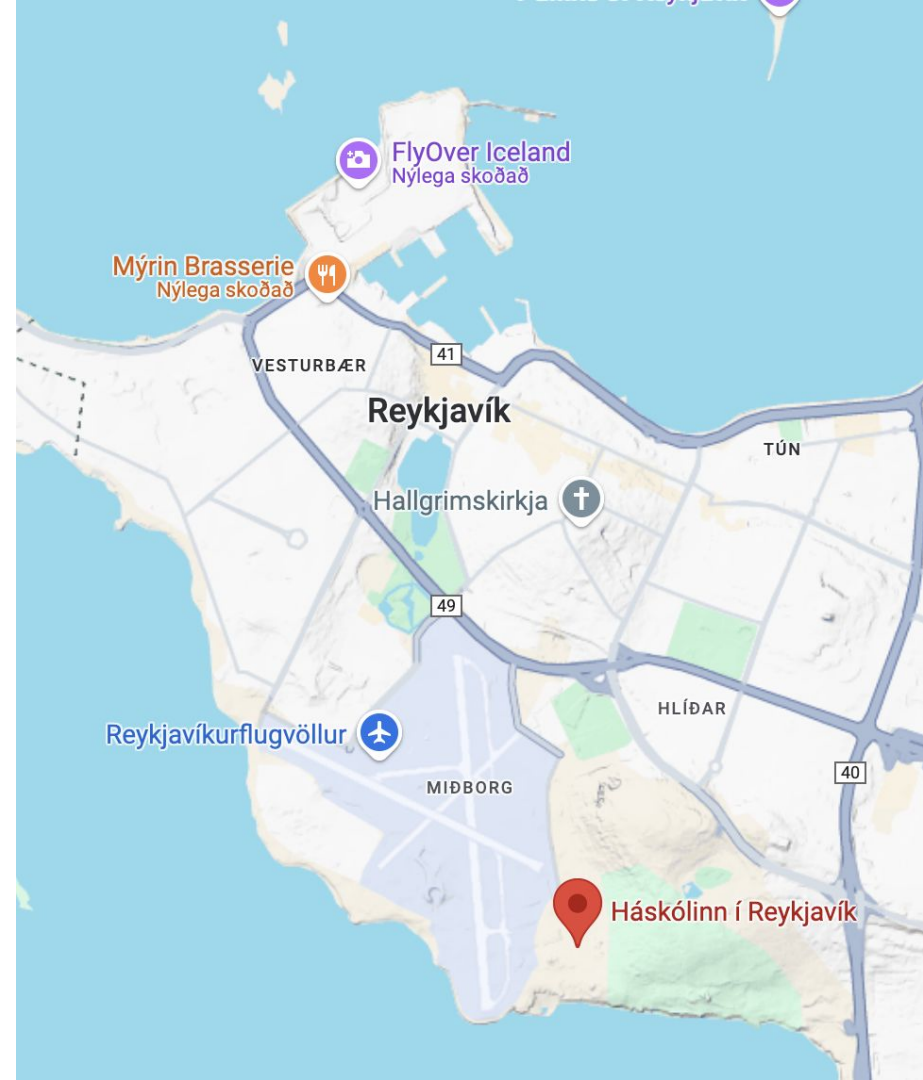 FlyOver Iceland
Nýlega skoðað
Mýrin Brasserie
Nýlega skoðað
41
VESTURBÆR
Reykjavík
TÚN
Hallgrimskirkja
49
HLÍÐAR
Reykjavíkurflugvöllur
40
MIÐBORG
Háskólinn í Reykjavík